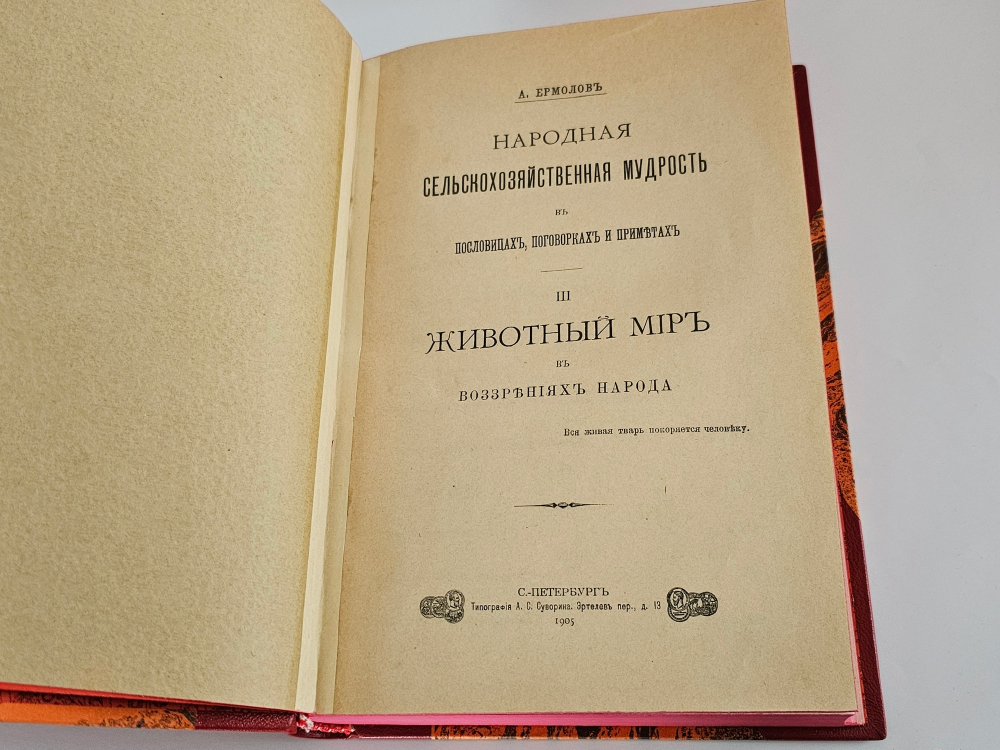 А. ЕРМОЛОВЪ
НАРОДНАЯ
СЕЛЬСКОХОЗЯЙСТВЕННАЯ МУДРОСТЬ
ВЪ
ПОСЛОВИЦАХЪ, ПОГОВОРКАХЪ И ПРИМѢТАХЪ
III
ЖИВОТНЫЙ МІРЪ
ВЪ
ВОЗЗРѢНІЯХЪ НАРОДА
Вся живая тварь покоряется человѣку.
С.-ПЕТЕРБУРГЪ
Типографія А. С. Суворина. Эртелевъ пер., д. 13
1905